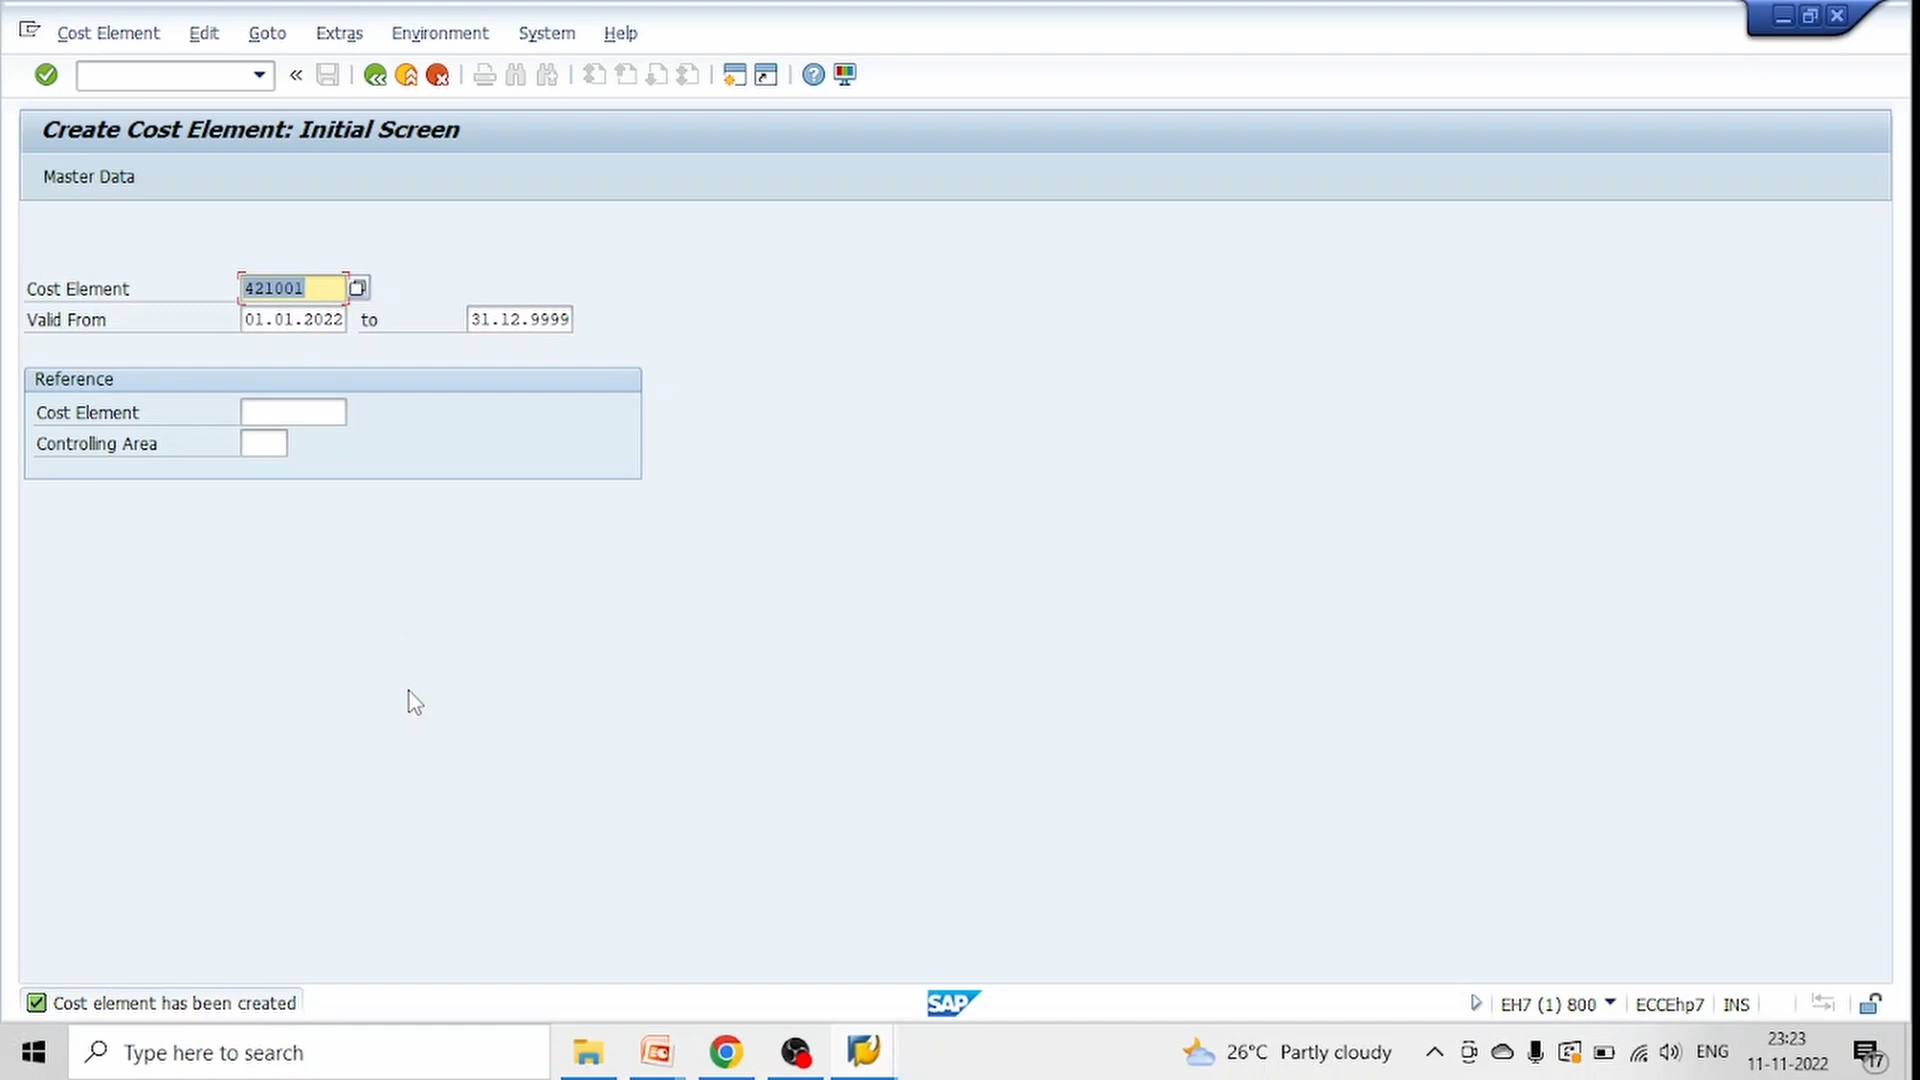 Cost Element Edit Goto Extras Environment System Help
Create Cost Element: Initial Screen
Master Data
Cost Element 421001
Valid From 01.01.2022 to 31.12.9999
Reference
Cost Element
Controlling Area
Cost element has been created
SAP
EH7 (1) 800 ECCEhp7 INS
Type here to search
26°C Partly cloudy
ENG
23:23
11-11-2022
17